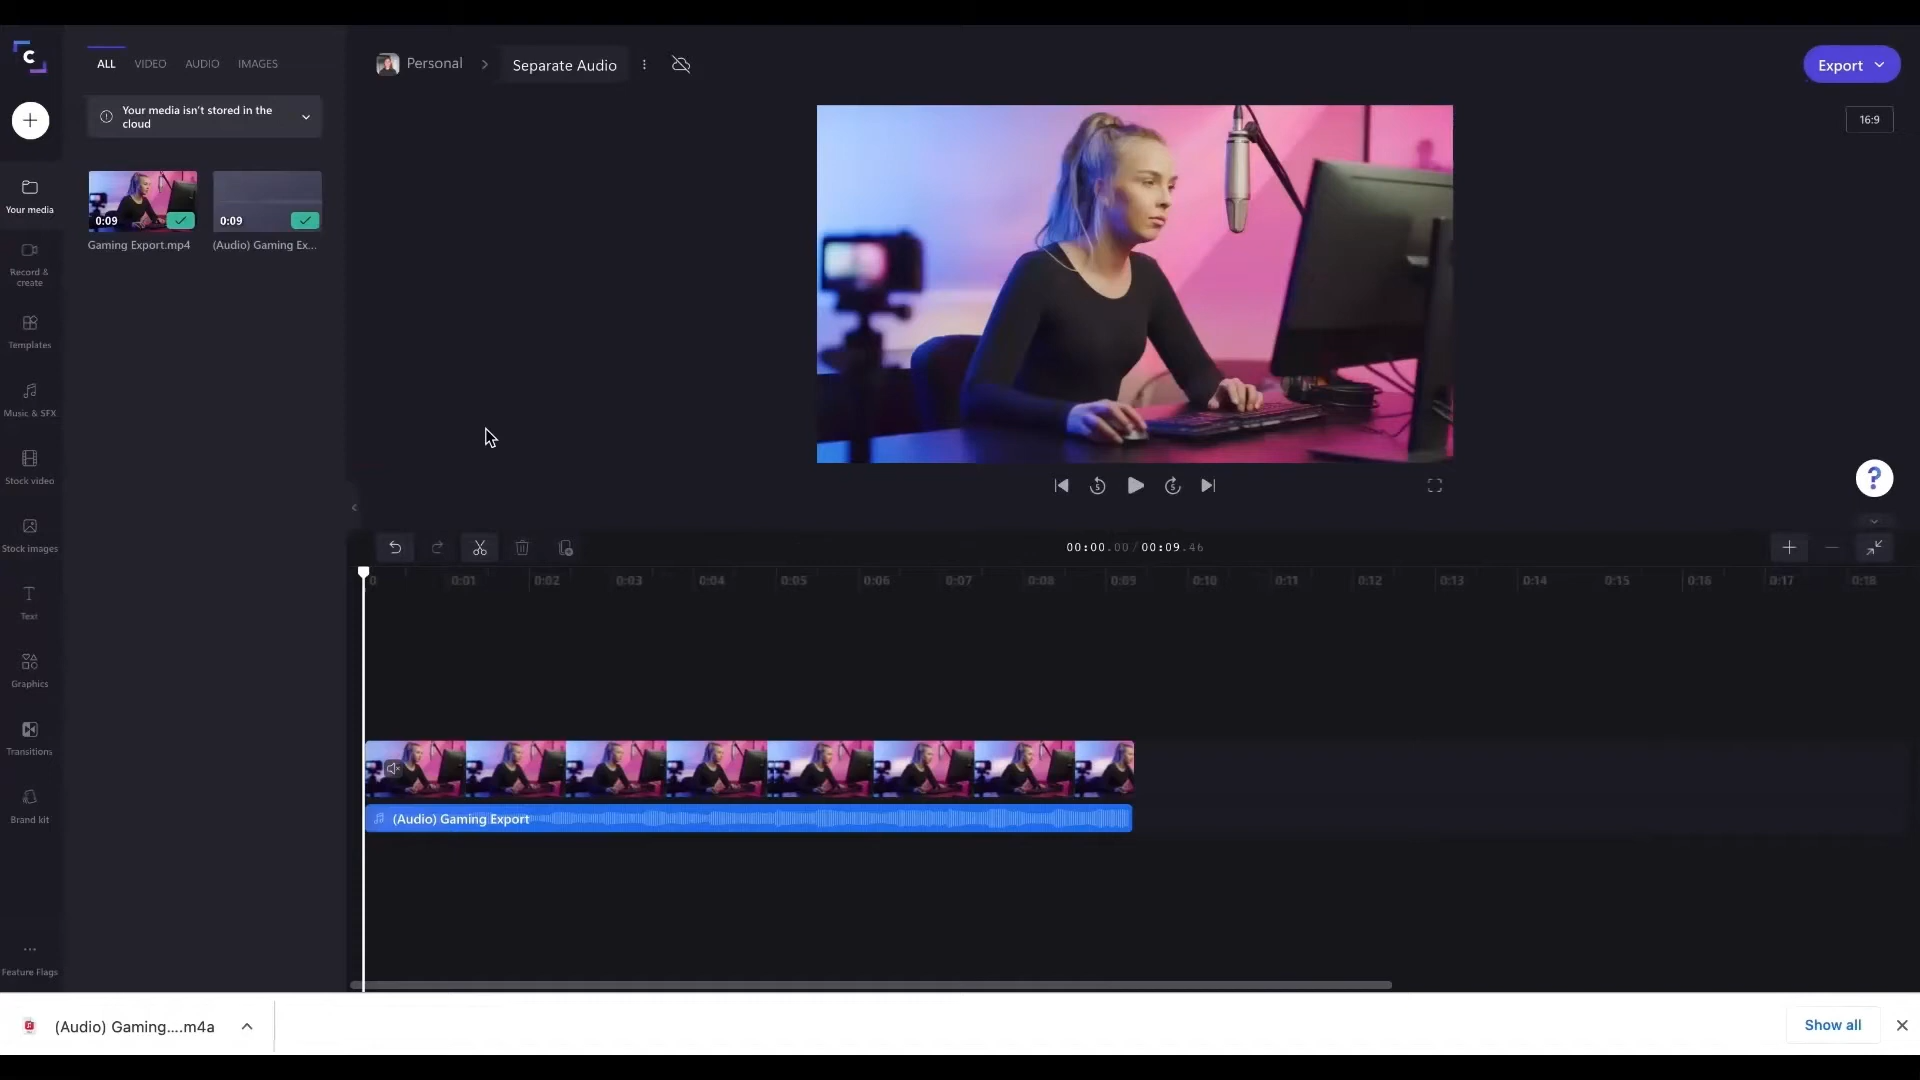 C
ALL VIDEO AUDIO IMAGES
Personal
Separate Audio
Export
Your media isn't stored in the
cloud
16:9
Your media
0:09
0:09
Gaming Export.mp4
(Audio) Gaming Ex...
Record &
create
Templates
Music & SFX
Stock video
Stock images
Text
Graphics
Transitions
Brand kit
Feature Flags
5
5
?
00:00.00/00:09.46
0 0:01 0:02 0:03 0:04 0:05 0:06 0:07 0:08 0:09 0:10 0:11 0:12 0:13 0:14 0:15 0:16 0:17 0:18
(Audio) Gaming Export
(Audio) Gaming....m4a
Show all